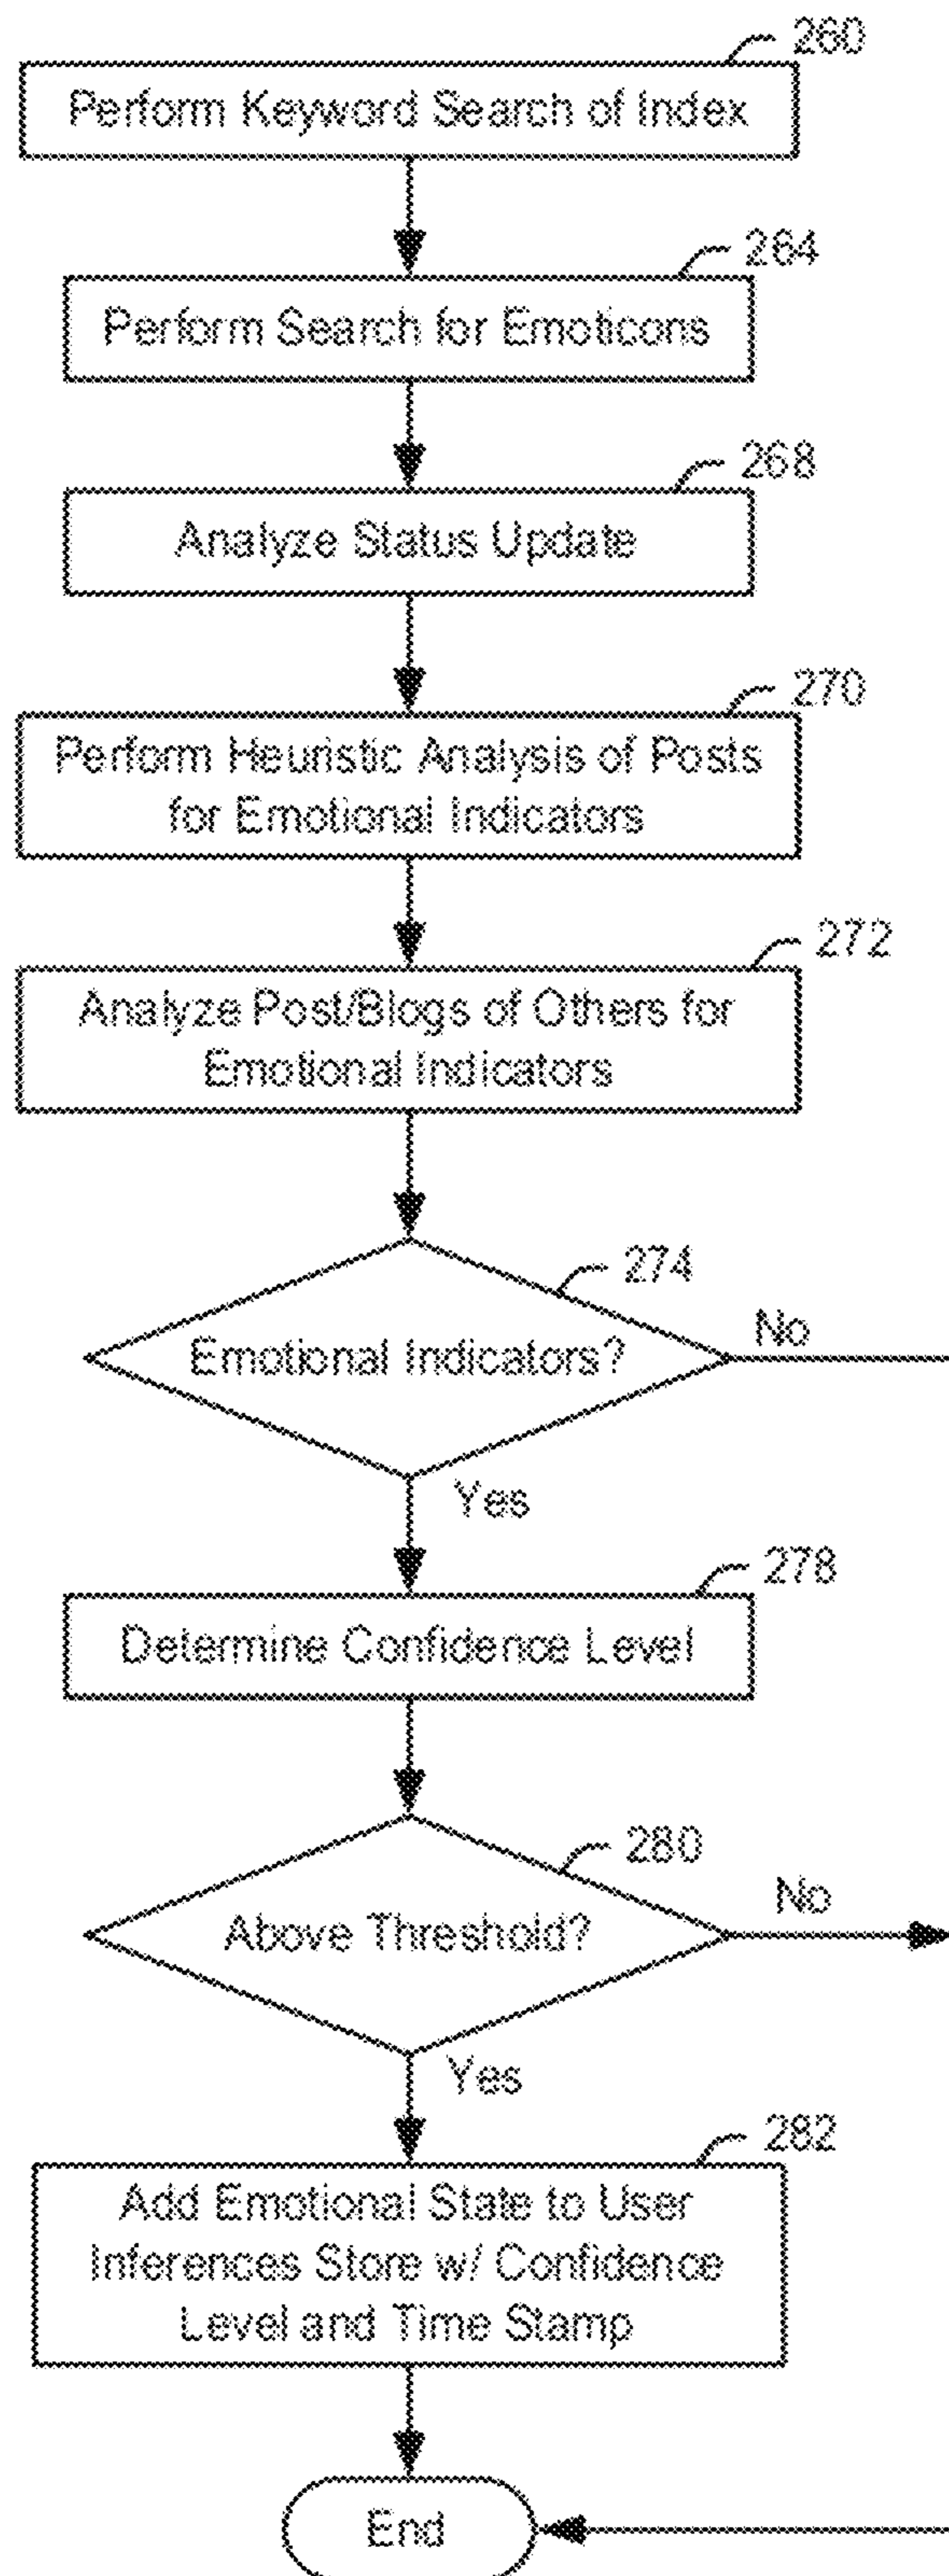 260
Perform Keyword Search of Index
264
Perform Search for Emoticons
268
Analyze Status Update
270
Perform Heuristic Analysis of Posts
for Emotional Indicators
272
Analyze Post/Blogs of Others for
Emotional Indicators
274
Emotional Indicators?
No
Yes
278
Determine Confidence Level
280
Above Threshold?
No
Yes
282
Add Emotional State to User
Inferences Store w/ Confidence
Level and Time Stamp
End